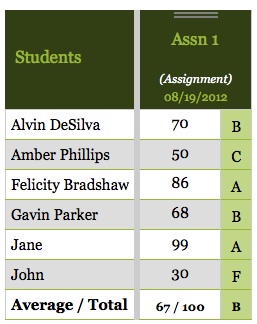 Students
Assn 1
(Assignment)
08/19/2012
Alvin DeSilva 70 B
Amber Phillips 50 C
Felicity Bradshaw 86 A
Gavin Parker 68 B
Jane 99 A
John 30 F
Average / Total 67 / 100 B